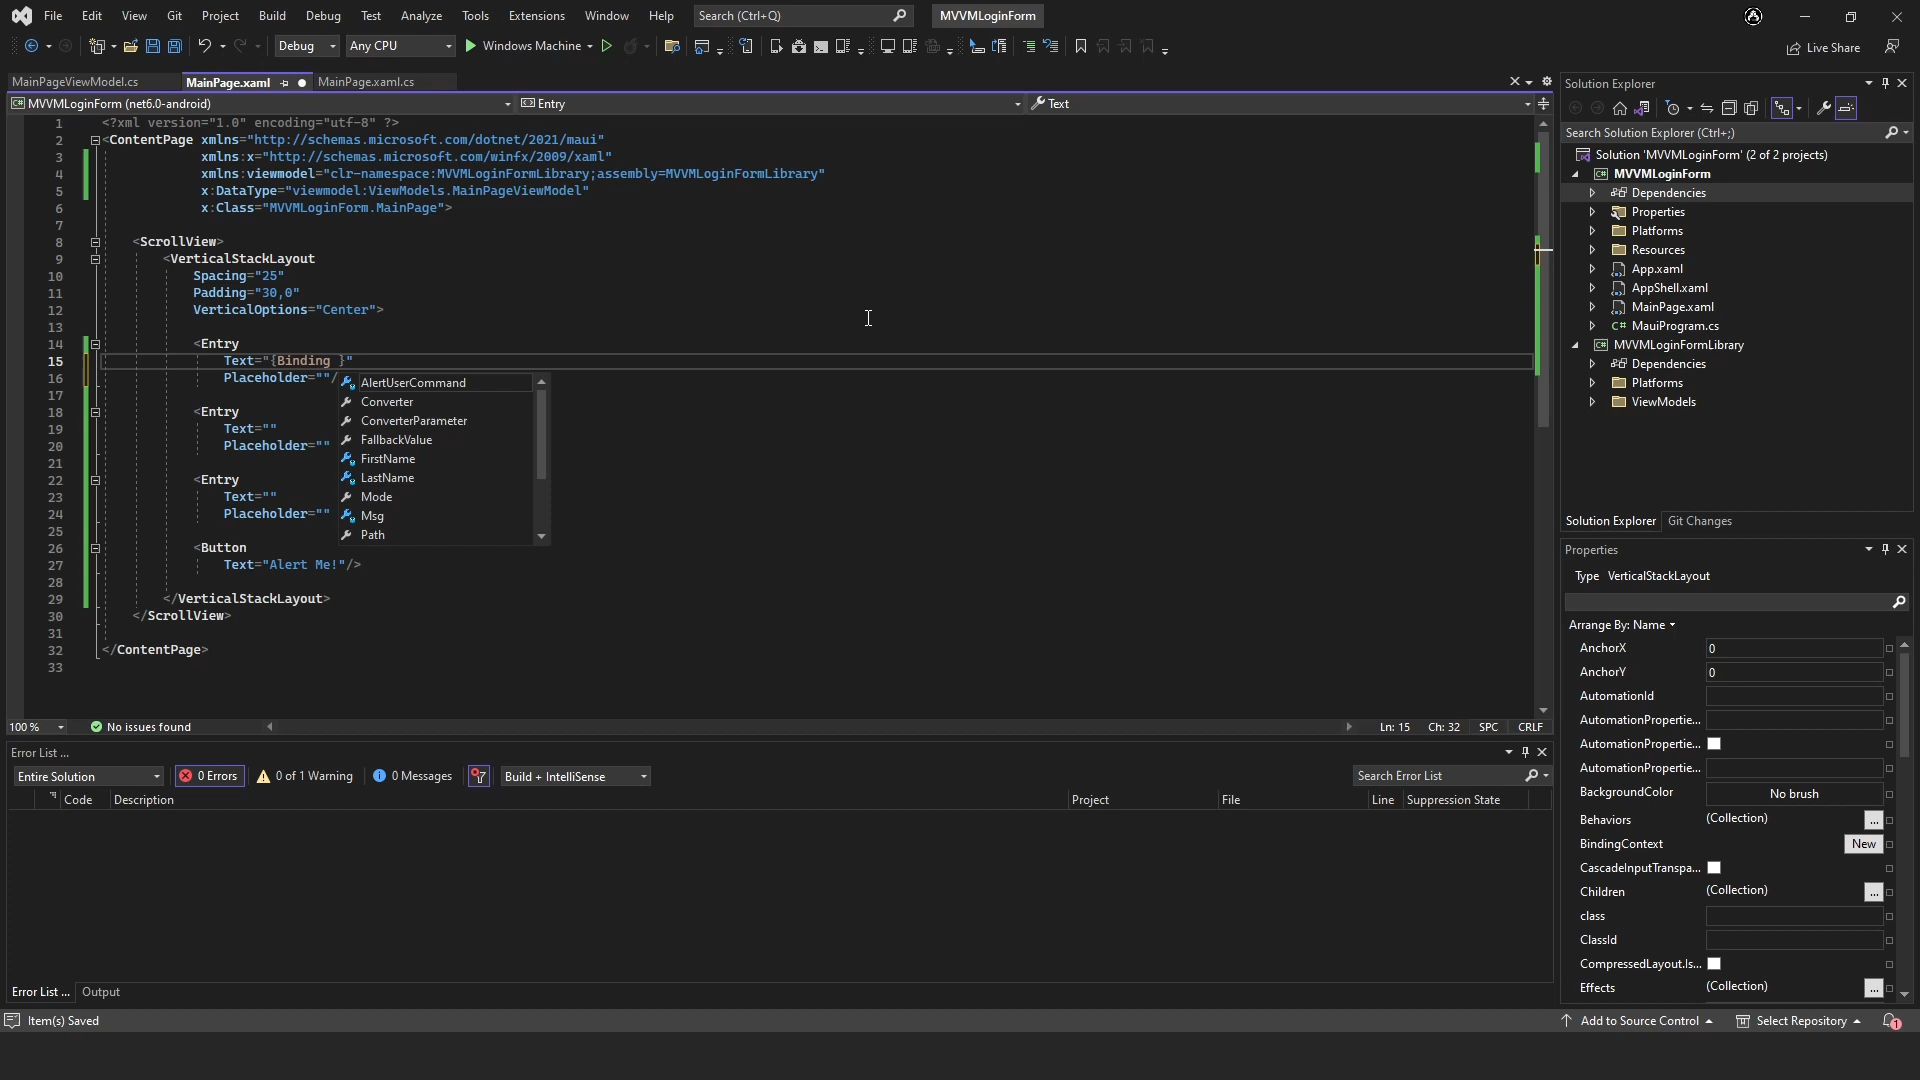 File Edit View Git Project Build Debug Test Analyze Tools Extensions Window Help Search (Ctrl+Q) MVVMLoginForm
Debug Any CPU Windows Machine Live Share
MainPageViewModel.cs MainPage.xaml MainPage.xaml.cs
MVVMLoginForm (net6.0-android) Entry Text
1 <?xml version="1.0" encoding="utf-8" ?>
2 <ContentPage xmlns="http://schemas.microsoft.com/dotnet/2021/maui"
3 xmlns:x="http://schemas.microsoft.com/winfx/2009/xaml"
4 xmlns:viewmodel="clr-namespace:MVVMLoginFormLibrary;assembly=MVVMLoginFormLibrary"
5 x:DataType="viewmodel:ViewModels.MainPageViewModel"
6 x:Class="MVVMLoginForm.MainPage">
7
8 <ScrollView>
9 <VerticalStackLayout
10 Spacing="25"
11 Padding="30,0"
12 VerticalOptions="Center">
13
14 <Entry
15 Text="{Binding }"
16 Placeholder=""/
17
18 <Entry
19 Text=""
20 Placeholder=""
21
22 <Entry
23 Text=""
24 Placeholder=""
25
26 <Button
27 Text="Alert Me!"/>
28
29 </VerticalStackLayout>
30 </ScrollView>
31
32 </ContentPage>
33
AlertUserCommand
Converter
ConverterParameter
FallbackValue
FirstName
LastName
Mode
Msg
Path
100 % No issues found Ln: 15 Ch: 32 SPC CRLF
Error List ...
Entire Solution 0 Errors 0 of 1 Warning 0 Messages Build + IntelliSense Search Error List
Code Description Project File Line Suppression State
Error List ... Output
Item(s) Saved Add to Source Control Select Repository 1
Solution Explorer
Search Solution Explorer (Ctrl+;)
Solution 'MVVMLoginForm' (2 of 2 projects)
MVVMLoginForm
Dependencies
Properties
Platforms
Resources
App.xaml
AppShell.xaml
MainPage.xaml
C# MauiProgram.cs
MVVMLoginFormLibrary
Dependencies
Platforms
ViewModels
Solution Explorer Git Changes
Properties
Type VerticalStackLayout
Arrange By: Name
AnchorX 0
AnchorY 0
AutomationId
AutomationPropertie...
AutomationPropertie...
AutomationPropertie...
BackgroundColor No brush
Behaviors (Collection) ...
BindingContext New
CascadeInputTranspa...
Children (Collection) ...
class
ClassId
CompressedLayout.Is...
Effects (Collection) ...